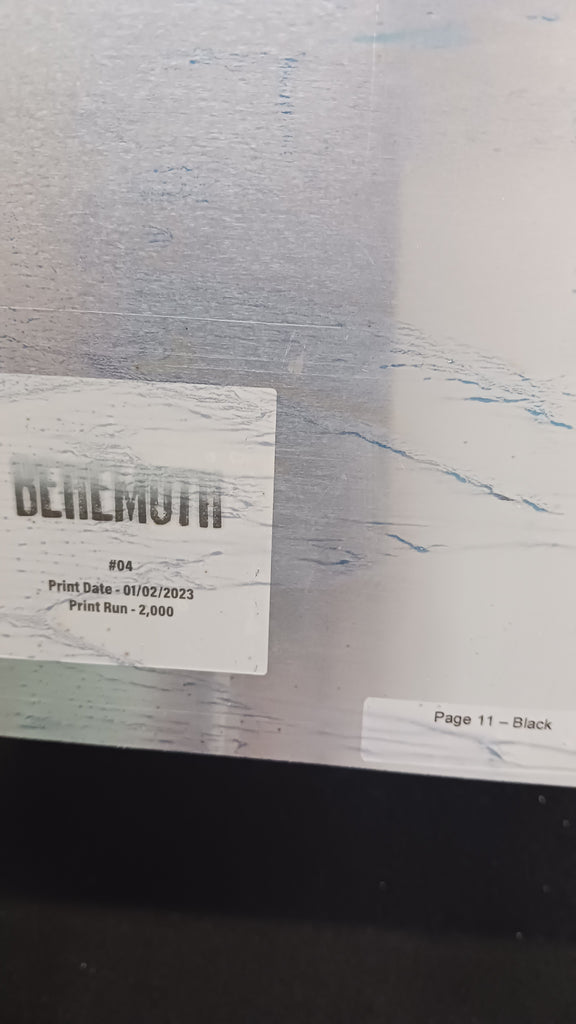 BEHEMOTH
#04
Print Date - 01/02/2023
Print Run - 2,000
Page 11 – Black